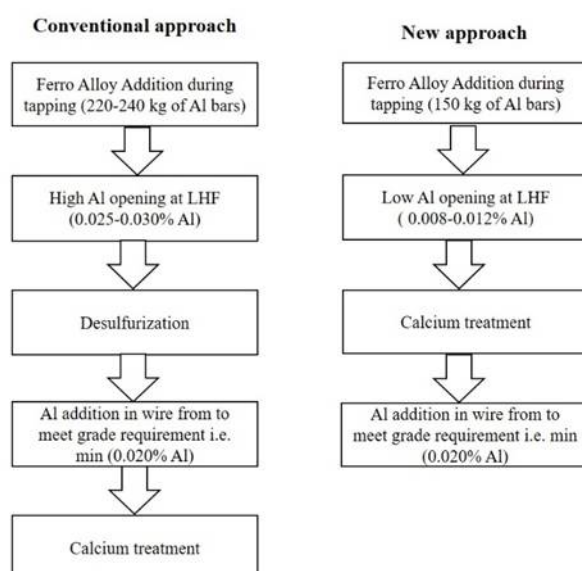 Conventional approach
Ferro Alloy Addition during
tapping (220-240 kg of Al bars)
High Al opening at LHF
(0.025-0.030% Al)
Desulfurization
Al addition in wire from to
meet grade requirement i.e.
min (0.020% Al)
Calcium treatment
New approach
Ferro Alloy Addition during
tapping (150 kg of Al bars)
Low Al opening at LHF
( 0.008-0.012% Al)
Calcium treatment
Al addition in wire from to
meet grade requirement i.e. min
(0.020% Al)